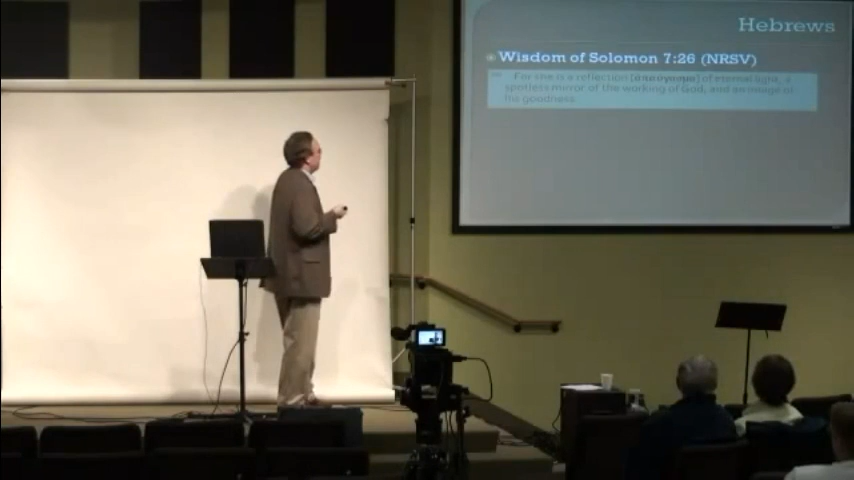 Hebrews
Wisdom of Solomon 7:26 (NRSV)
For she is a reflection of eternal light, a
spotless mirror of the working of God, and an image of
his goodness.